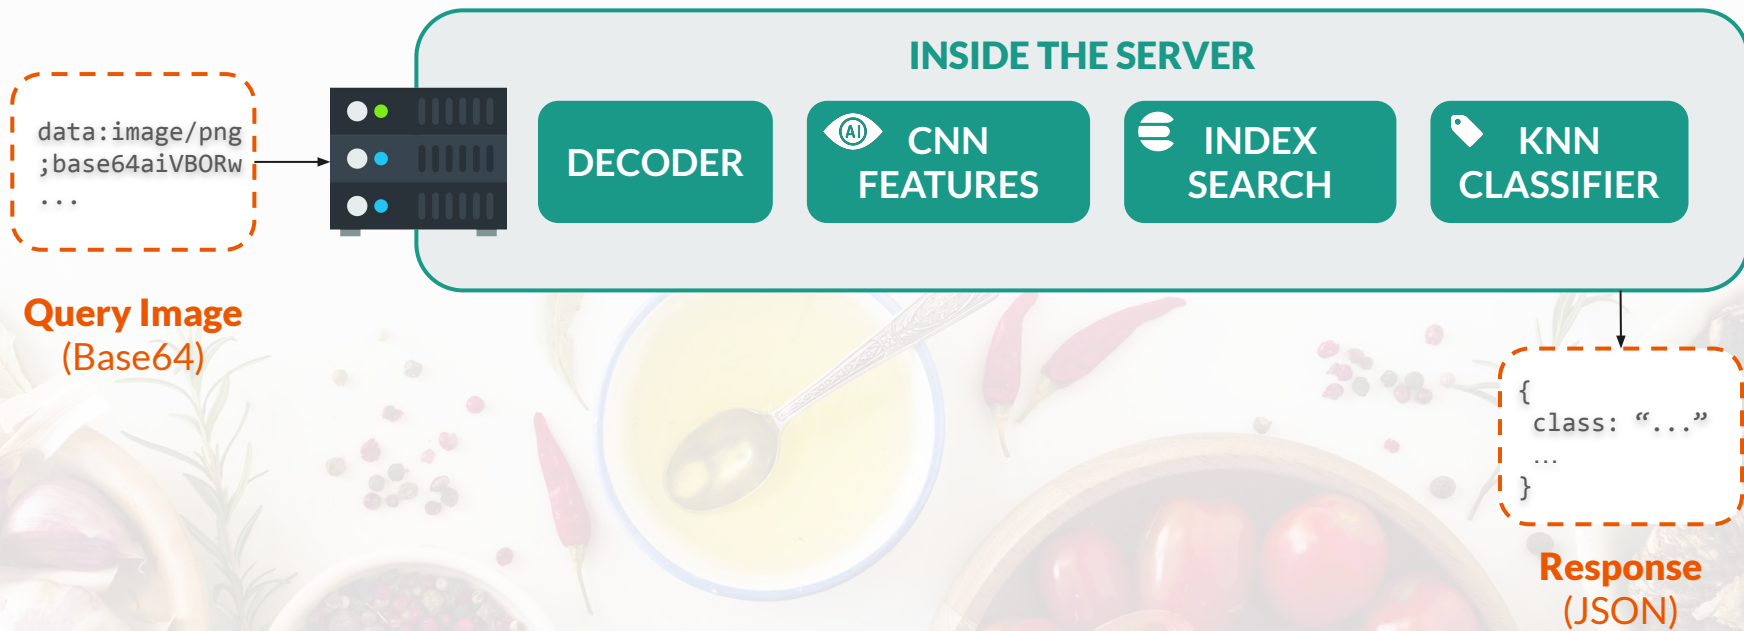 INSIDE THE SERVER
data:image/png
;base64aiVBORw
...
DECODER
AI
CNN
FEATURES
INDEX
SEARCH
KNN
CLASSIFIER
Query Image
(Base64)
{
class: “...”
...
}
Response
(JSON)